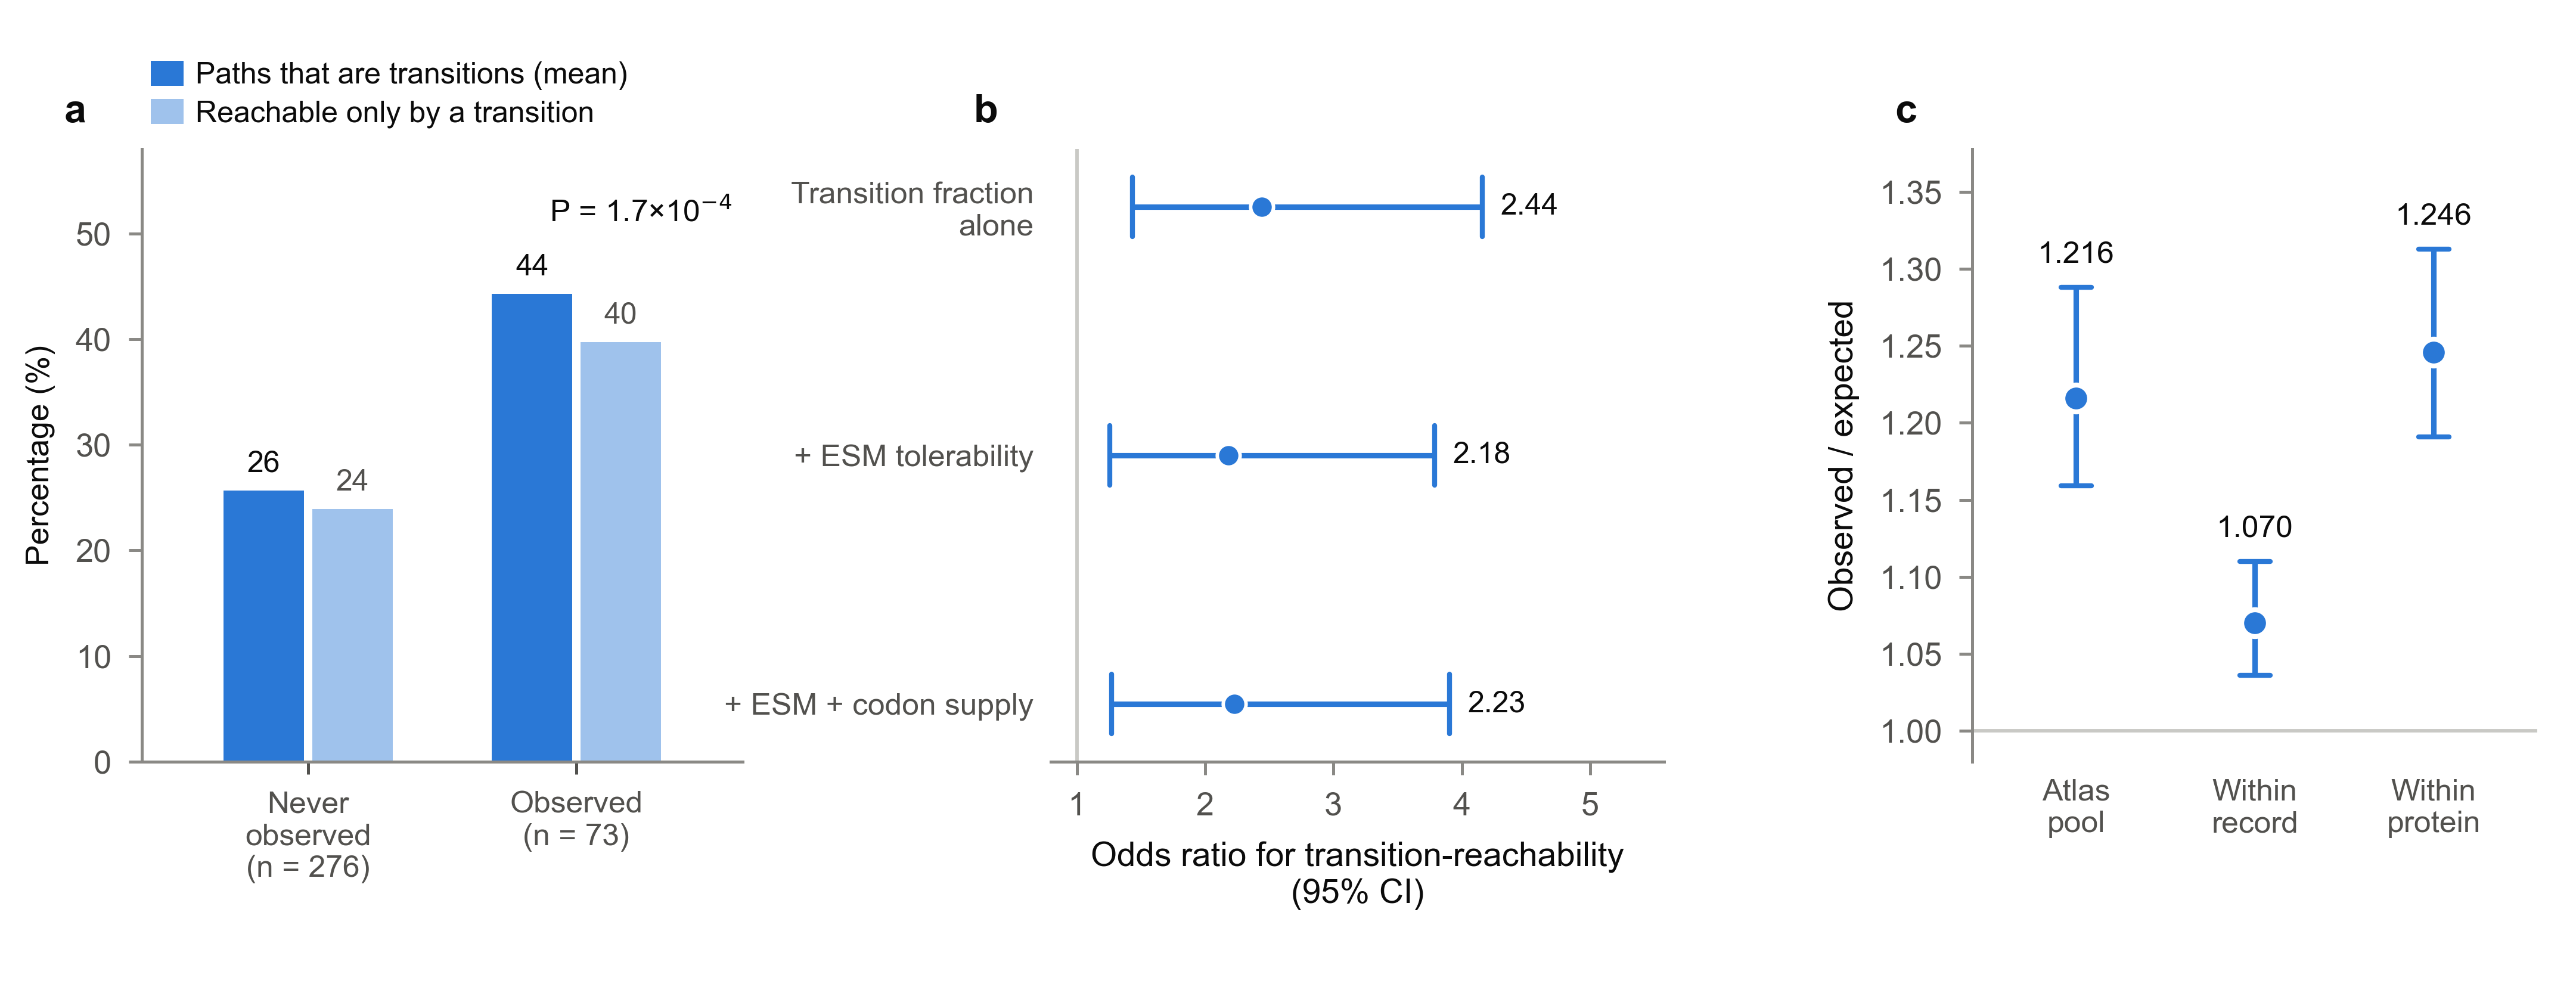 Paths that are transitions (mean)
Reachable only by a transition
a
Percentage (%)
50
40
30
20
10
0
P = 1.7×10⁻⁴
26
24
44
40
Never
observed
(n = 276)
Observed
(n = 73)
b
Transition fraction
alone
+ ESM tolerability
+ ESM + codon supply
2.44
2.18
2.23
1 2 3 4 5
Odds ratio for transition-reachability
(95% CI)
c
Observed / expected
1.35
1.30
1.25
1.20
1.15
1.10
1.05
1.00
1.216
1.070
1.246
Atlas
pool
Within
record
Within
protein